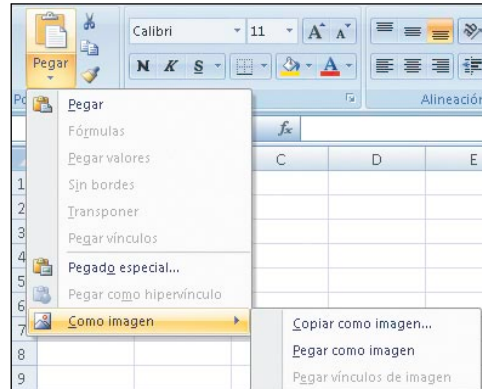 Calibri 11 A A
Pegar N K S A
Alineación
Pegar
Fórmulas
Pegar valores
Sin bordes
Transponer
Pegar vínculos
Pegado especial...
Pegar como hipervínculo
Como imagen
Copiar como imagen...
Pegar como imagen
Pegar vínculos de imagen
fx
C D E
1
2
3
4
5
6
7
8
9